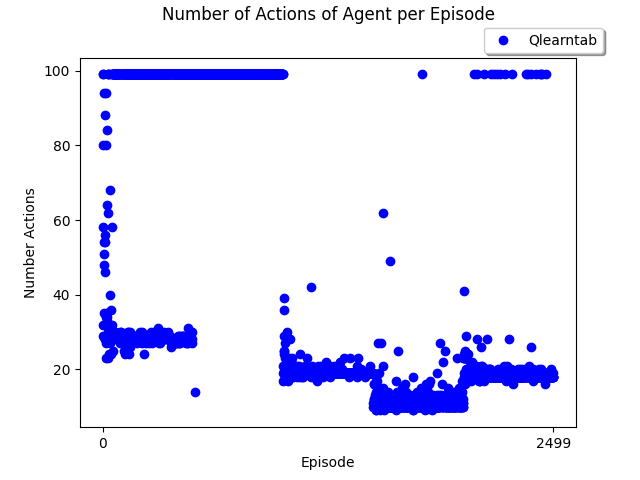 Number of Actions of Agent per Episode
Qlearntab
100
80
60
40
20
Number Actions
0
2499
Episode